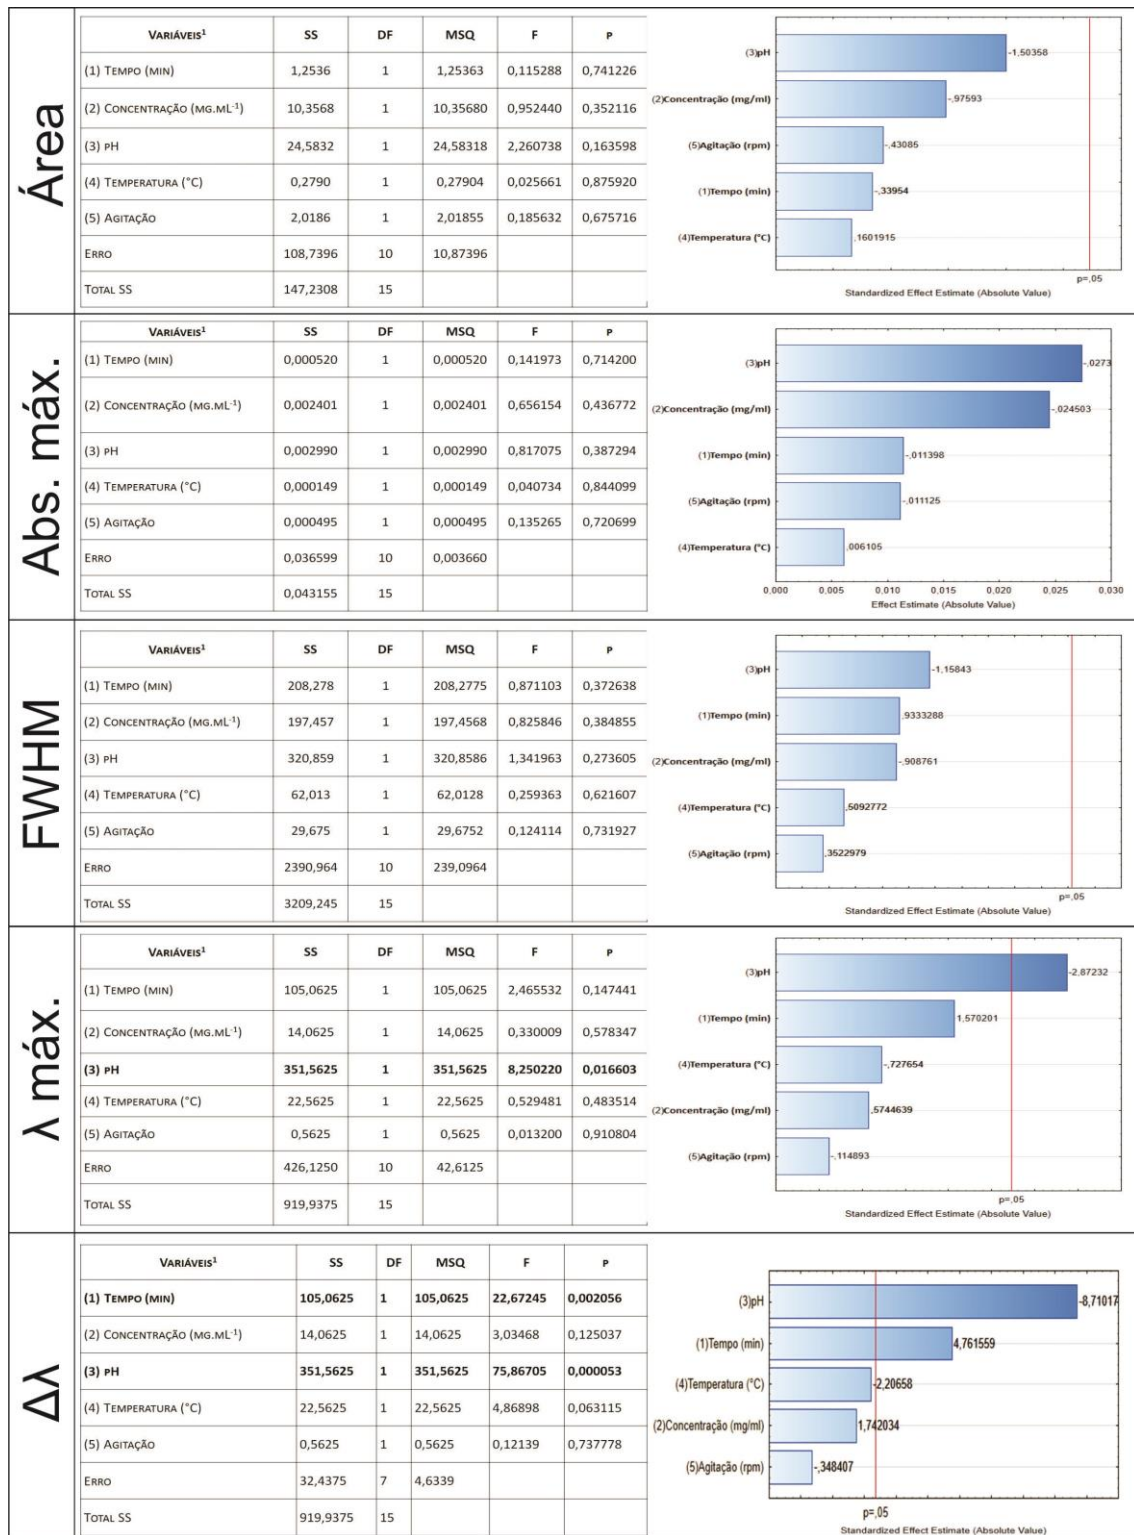 Área
VARIÁVEIS¹ SS DF MSQ F P
(1) TEMPO (MIN) 1,2536 1 1,25363 0,115288 0,741226
(2) CONCENTRAÇÃO (MG.ML⁻¹) 10,3568 1 10,35680 0,952440 0,352116
(3) PH 24,5832 1 24,58318 2,260738 0,163598
(4) TEMPERATURA (°C) 0,2790 1 0,27904 0,025661 0,875920
(5) AGITAÇÃO 2,0186 1 2,01855 0,185632 0,675716
ERRO 108,7396 10 10,87396
TOTAL SS 147,2308 15
(3)pH -1,50358
(2)Concentração (mg/ml) -,97593
(5)Agitação (rpm) -,43085
(1)Tempo (min) -,33954
(4)Temperatura (°C) ,1601915
p=,05
Standardized Effect Estimate (Absolute Value)
Abs. máx.
VARIÁVEIS¹ SS DF MSQ F P
(1) TEMPO (MIN) 0,000520 1 0,000520 0,141973 0,714200
(2) CONCENTRAÇÃO (MG.ML⁻¹) 0,002401 1 0,002401 0,656154 0,436772
(3) PH 0,002990 1 0,002990 0,817075 0,387294
(4) TEMPERATURA (°C) 0,000149 1 0,000149 0,040734 0,844099
(5) AGITAÇÃO 0,000495 1 0,000495 0,135265 0,720699
ERRO 0,036599 10 0,003660
TOTAL SS 0,043155 15
(3)pH -,0273
(2)Concentração (mg/ml) -,024503
(1)Tempo (min) -,011398
(5)Agitação (rpm) -,011125
(4)Temperatura (°C) ,006105
0,000 0,005 0,010 0,015 0,020 0,025 0,030
Effect Estimate (Absolute Value)
FWHM
VARIÁVEIS¹ SS DF MSQ F P
(1) TEMPO (MIN) 208,278 1 208,2775 0,871103 0,372638
(2) CONCENTRAÇÃO (MG.ML⁻¹) 197,457 1 197,4568 0,825846 0,384855
(3) PH 320,859 1 320,8586 1,341963 0,273605
(4) TEMPERATURA (°C) 62,013 1 62,0128 0,259363 0,621607
(5) AGITAÇÃO 29,675 1 29,6752 0,124114 0,731927
ERRO 2390,964 10 239,0964
TOTAL SS 3209,245 15
(3)pH -1,15843
(1)Tempo (min) ,9333288
(2)Concentração (mg/ml) -,908761
(4)Temperatura (°C) ,5092772
(5)Agitação (rpm) ,3522979
p=,05
Standardized Effect Estimate (Absolute Value)
λ máx.
VARIÁVEIS¹ SS DF MSQ F P
(1) TEMPO (MIN) 105,0625 1 105,0625 2,465532 0,147441
(2) CONCENTRAÇÃO (MG.ML⁻¹) 14,0625 1 14,0625 0,330009 0,578347
(3) PH 351,5625 1 351,5625 8,250220 0,016603
(4) TEMPERATURA (°C) 22,5625 1 22,5625 0,529481 0,483514
(5) AGITAÇÃO 0,5625 1 0,5625 0,013200 0,910804
ERRO 426,1250 10 42,6125
TOTAL SS 919,9375 15
(3)pH -2,87232
(1)Tempo (min) 1,570201
(4)Temperatura (°C) -,727654
(2)Concentração (mg/ml) ,5744639
(5)Agitação (rpm) -,114893
p=,05
Standardized Effect Estimate (Absolute Value)
Δλ
VARIÁVEIS¹ SS DF MSQ F P
(1) TEMPO (MIN) 105,0625 1 105,0625 22,67245 0,002056
(2) CONCENTRAÇÃO (MG.ML⁻¹) 14,0625 1 14,0625 3,03468 0,125037
(3) PH 351,5625 1 351,5625 75,86705 0,000053
(4) TEMPERATURA (°C) 22,5625 1 22,5625 4,86898 0,063115
(5) AGITAÇÃO 0,5625 1 0,5625 0,12139 0,737778
ERRO 32,4375 7 4,6339
TOTAL SS 919,9375 15
(3)pH -8,71017
(1)Tempo (min) 4,761559
(4)Temperatura (°C) -2,20658
(2)Concentração (mg/ml) 1,742034
(5)Agitação (rpm) -,348407
p=,05
Standardized Effect Estimate (Absolute Value)